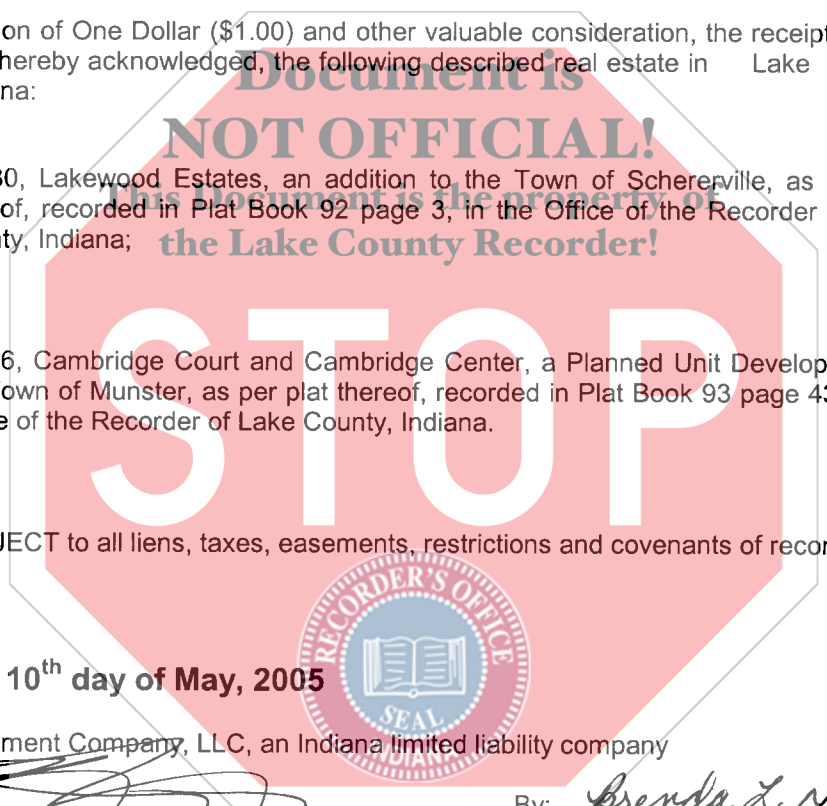 on of One Dollar ($1.00) and other valuable consideration, the receipt
hereby acknowledged, the following described real estate in Lake
na:
Document is
NOT OFFICIAL!
This Document is the property of
the Lake County Recorder!
30, Lakewood Estates, an addition to the Town of Schererville, as
of, recorded in Plat Book 92 page 3, in the Office of the Recorder
ty, Indiana;
STOP
6, Cambridge Court and Cambridge Center, a Planned Unit Develop
own of Munster, as per plat thereof, recorded in Plat Book 93 page 43
e of the Recorder of Lake County, Indiana.
JECT to all liens, taxes, easements, restrictions and covenants of recor
RECORDER'S OFFICE
SEAL
INDIANA
10th day of May, 2005
ment Company, LLC, an Indiana limited liability company
By: Brenda L.